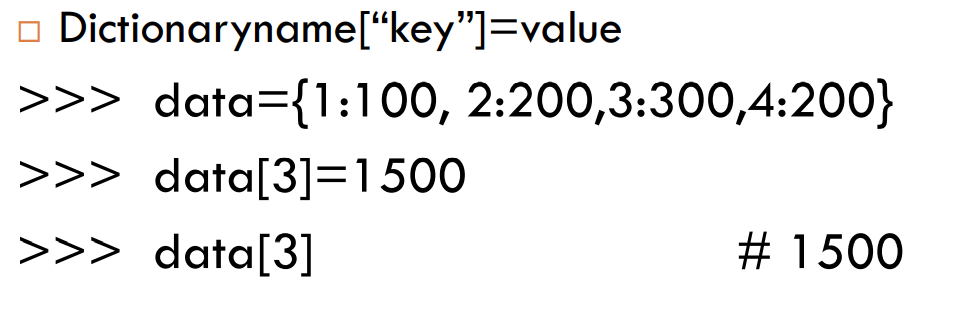 Dictionaryname[“key”]=value
>>> data={1:100, 2:200,3:300,4:200}
>>> data[3]=1500
>>> data[3] # 1500